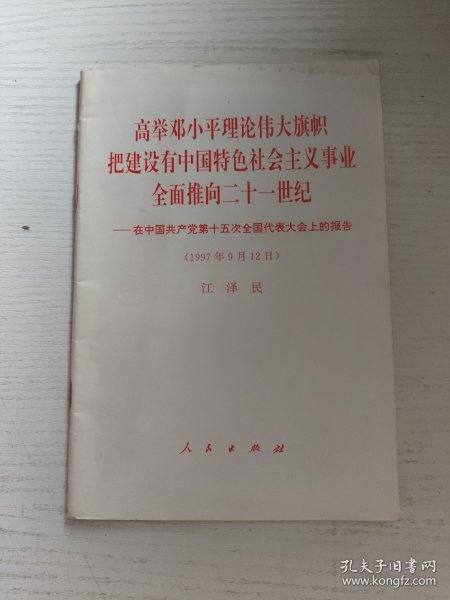 高举邓小平理论伟大旗帜
把建设有中国特色社会主义事业
全面推向二十一世纪
——在中国共产党第十五次全国代表大会上的报告
（1997年9月12日）
江泽民
人民出版社
孔夫子旧书网
www.kongfz.com